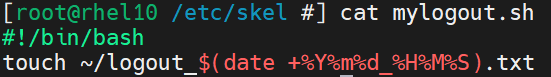 [root@rhel10 /etc/skel #] cat mylogout.sh
#!/bin/bash
touch ~/logout_$(date +%Y%m%d_%H%M%S).txt